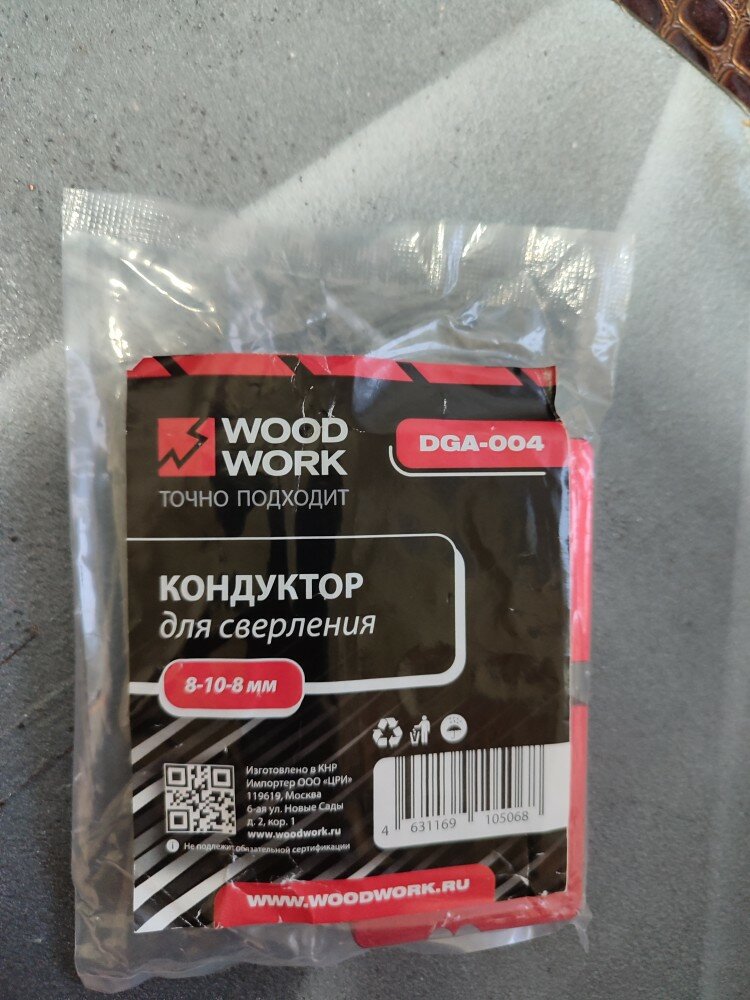 WOOD
WORK
DGA-004
ТОЧНО ПОДХОДИТ
КОНДУКТОР
для сверления
8-10-8 мм
Изготовлено в КНР
Импортер ООО «ЦРИ»
119619, Москва
6-ая ул. Новые Сады
д. 2, кор. 1
www.woodwork.ru
i Не подлежит обязательной сертификации
4 631169 105068
WWW.WOODWORK.RU